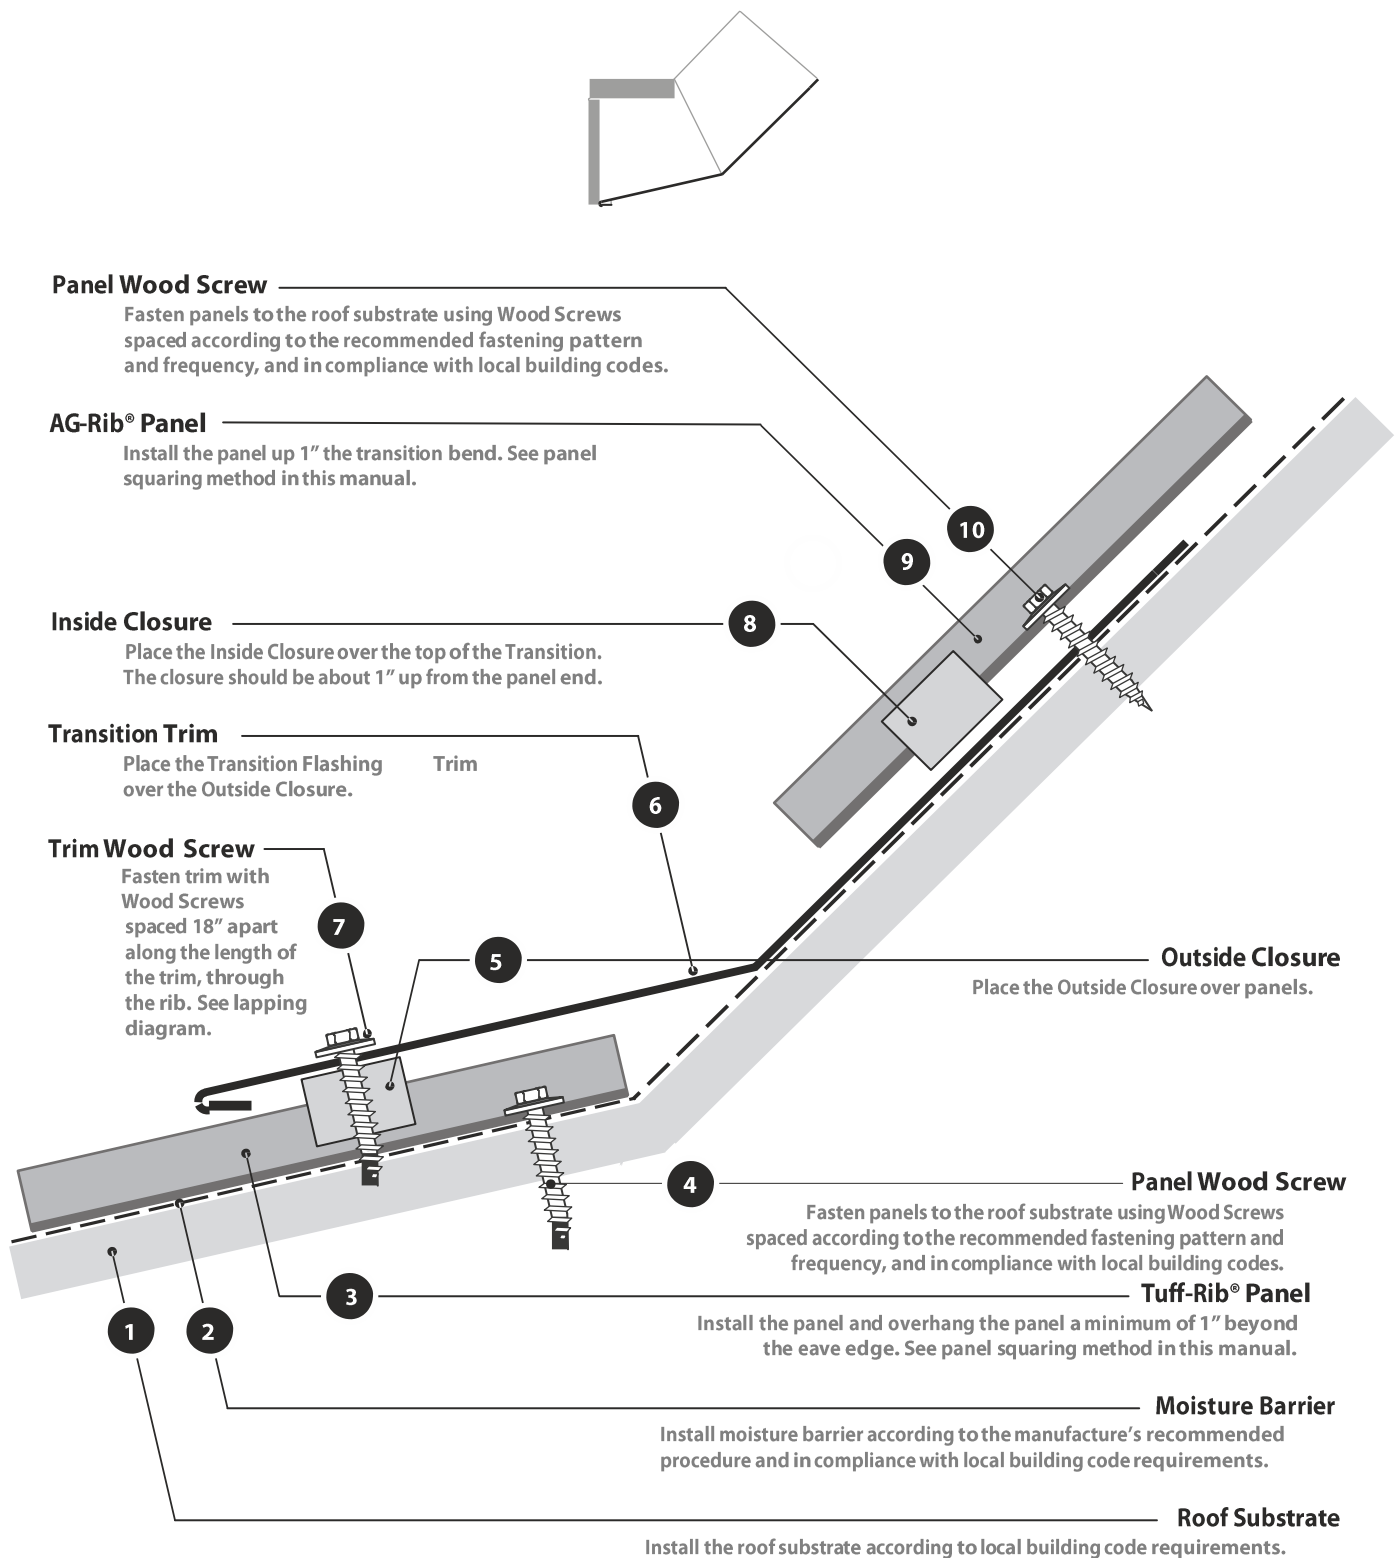 Panel Wood Screw
Fasten panels to the roof substrate using Wood Screws
spaced according to the recommended fastening pattern
and frequency, and in compliance with local building codes.
AG-Rib® Panel
Install the panel up 1” the transition bend. See panel
squaring method in this manual.
10
9
Inside Closure
8
Place the Inside Closure over the top of the Transition.
The closure should be about 1” up from the panel end.
Transition Trim
Place the Transition Flashing Trim
over the Outside Closure.
6
Trim Wood Screw
Fasten trim with
Wood Screws
spaced 18” apart
along the length of
the trim, through
the rib. See lapping
diagram.
7
5
Outside Closure
Place the Outside Closure over panels.
4
Panel Wood Screw
Fasten panels to the roof substrate using Wood Screws
spaced according to the recommended fastening pattern and
frequency, and in compliance with local building codes.
3
Tuff-Rib® Panel
Install the panel and overhang the panel a minimum of 1” beyond
the eave edge. See panel squaring method in this manual.
1
2
Moisture Barrier
Install moisture barrier according to the manufacture’s recommended
procedure and in compliance with local building code requirements.
Roof Substrate
Install the roof substrate according to local building code requirements.